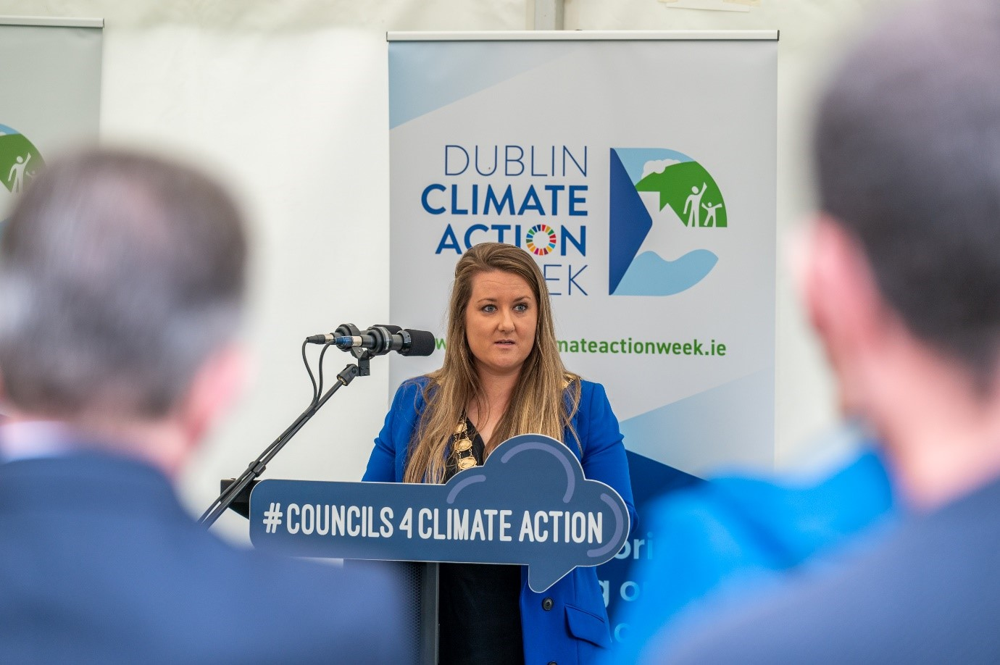 DUBLIN
CLIMATE
ACTION
EK
mateactionweek.ie
#COUNCILS 4 CLIMATE ACTION